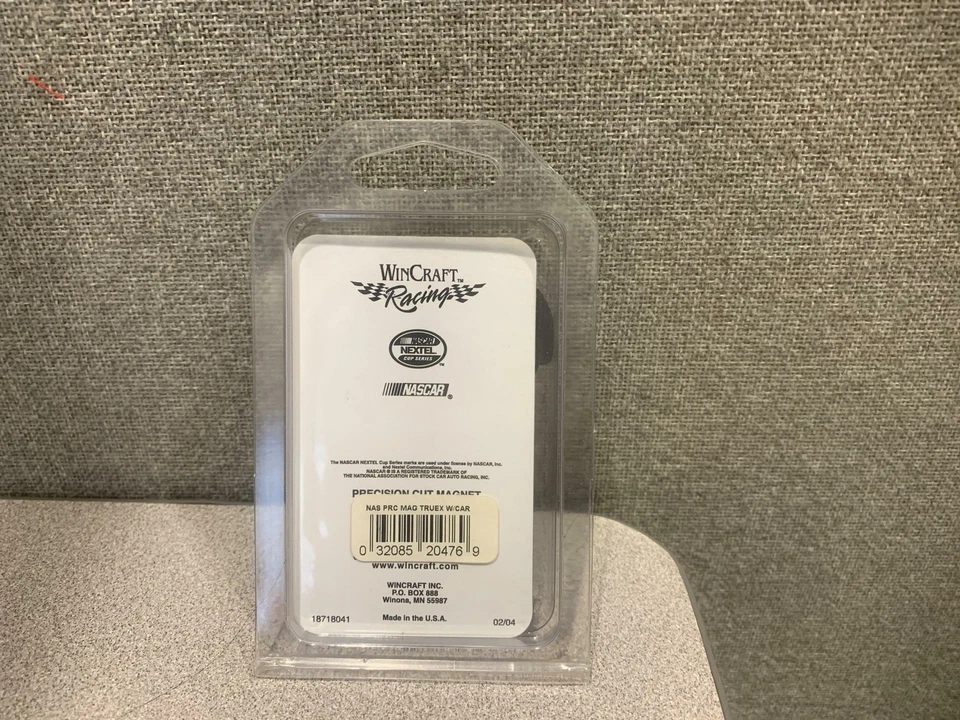 WINCRAFT™
Racing
NASCAR
NEXTEL
CUP SERIES™
NASCAR®
The NASCAR NEXTEL Cup Series marks are used under license by NASCAR, Inc.
and Nextel Communications, Inc.
NASCAR ® IS A REGISTERED TRADEMARK OF
THE NATIONAL ASSOCIATION FOR STOCK CAR AUTO RACING, INC.
PRECISION CUT MAGNET
NAS PRC MAG TRUEX W/CAR
0 32085 20476 9
www.wincraft.com
WINCRAFT INC.
P.O. BOX 888
Winona, MN 55987
18718041 Made in the U.S.A. 02/04